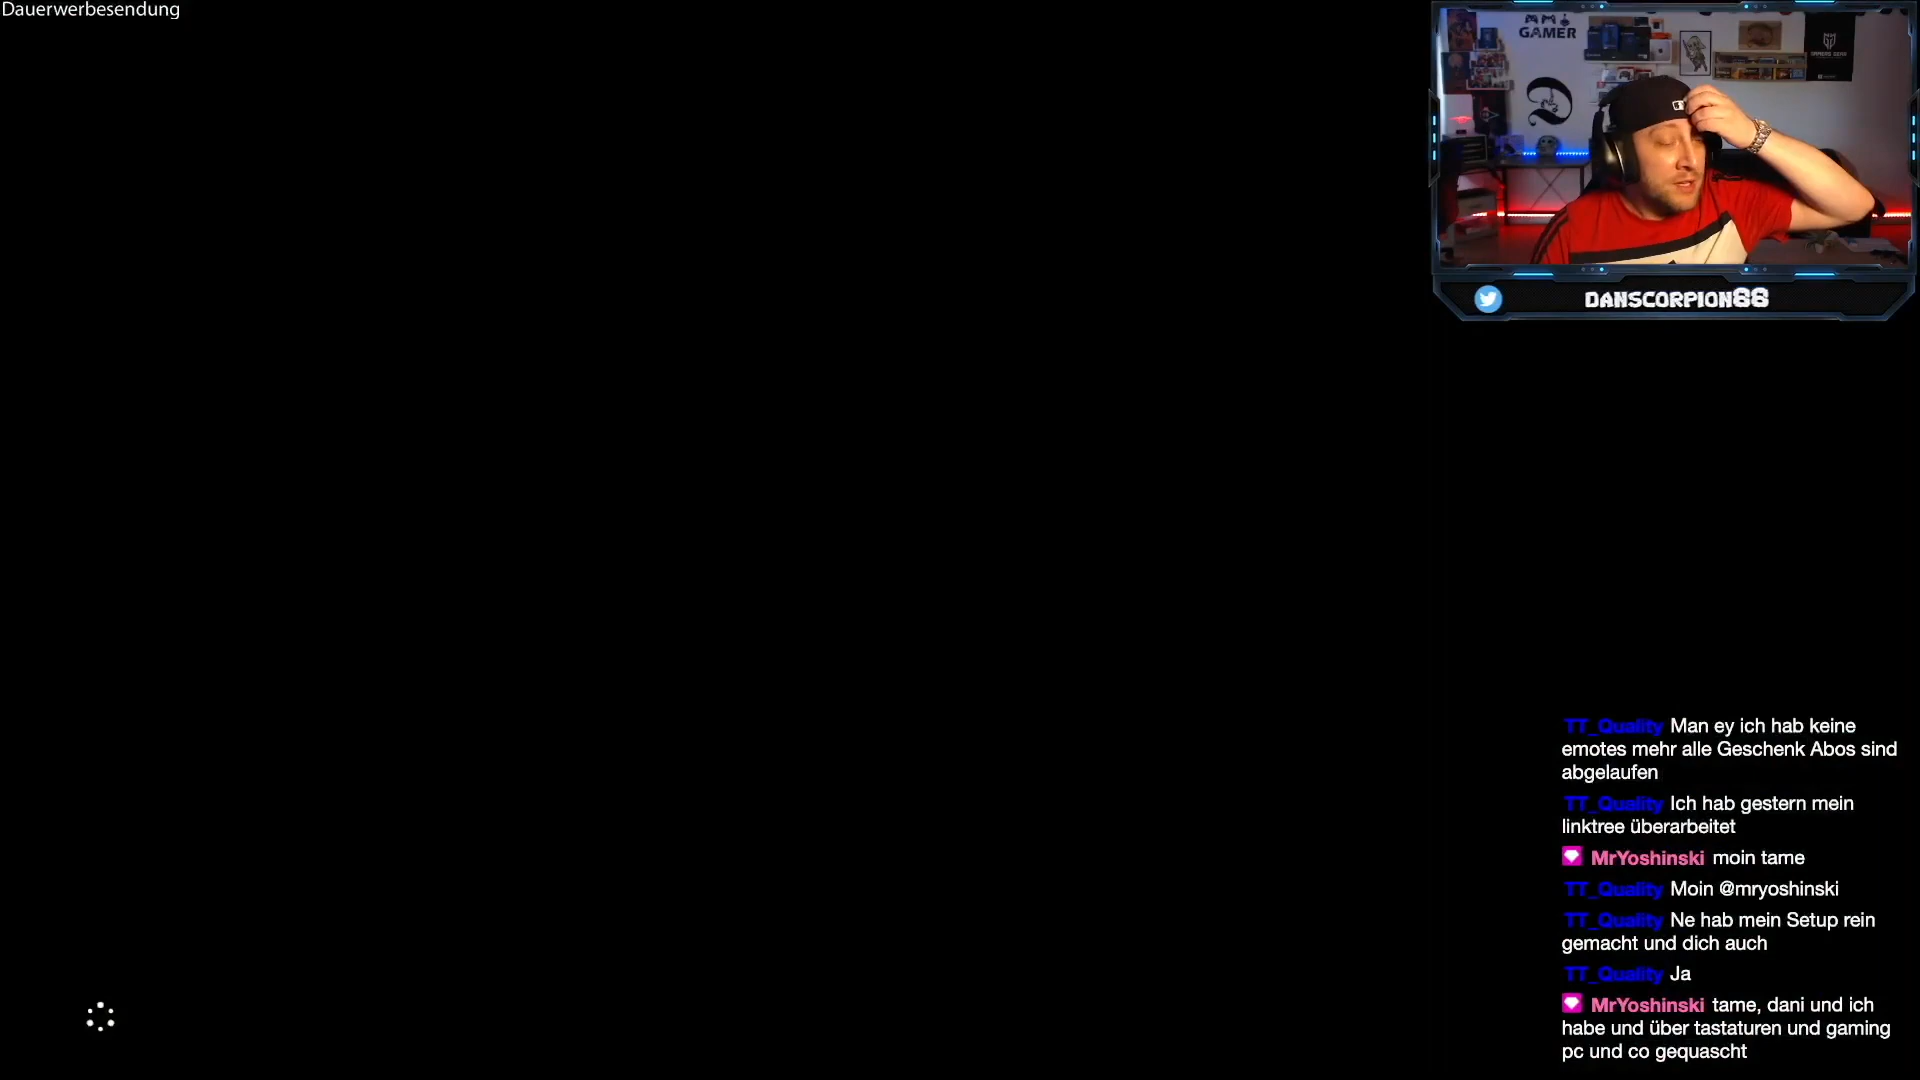 Dauerwerbesendung
GAMER
DANSCORPION88
TT_Quality Man ey ich hab keine
emotes mehr alle Geschenk Abos sind
abgelaufen
TT_Quality Ich hab gestern mein
linktree überarbeitet
MrYoshinski moin tame
TT_Quality Moin @mryoshinski
TT_Quality Ne hab mein Setup rein
gemacht und dich auch
TT_Quality Ja
MrYoshinski tame, dani und ich
habe und über tastaturen und gaming
pc und co gequascht